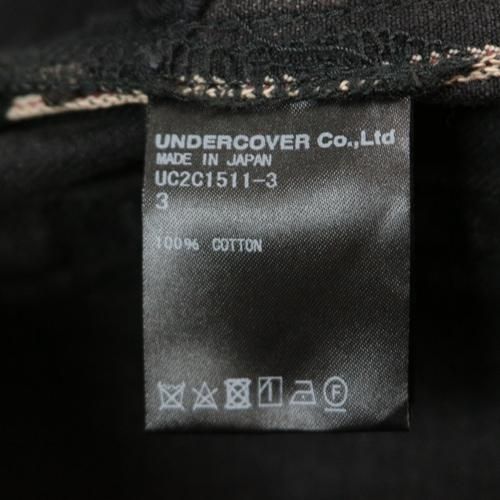 UNDERCOVER Co.,Ltd
MADE IN JAPAN
UC2C1511-3
3
100% COTTON
F